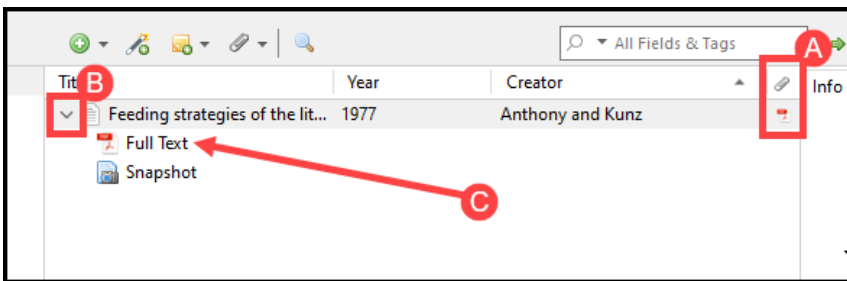 All Fields & Tags A
Tit B Year Creator Info
Feeding strategies of the lit... 1977 Anthony and Kunz
Full Text
Snapshot
C